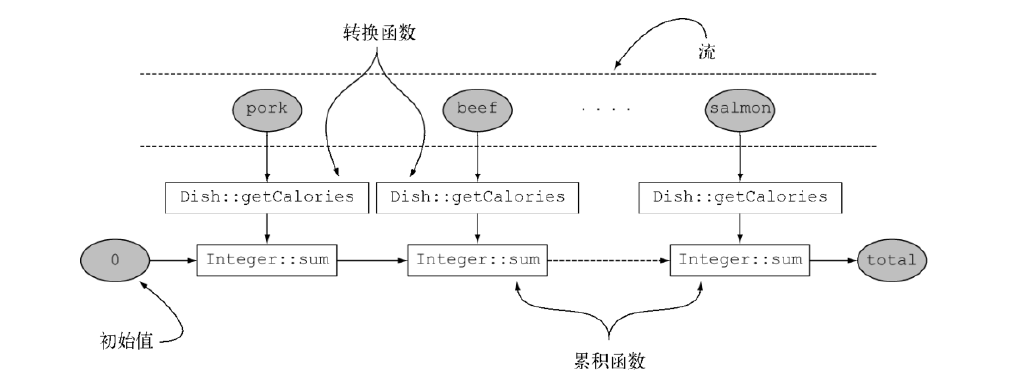 转换函数
流
pork
beef
· · · ·
salmon
Dish::getCalories
Dish::getCalories
Dish::getCalories
0
Integer::sum
Integer::sum
Integer::sum
total
初始值
累积函数